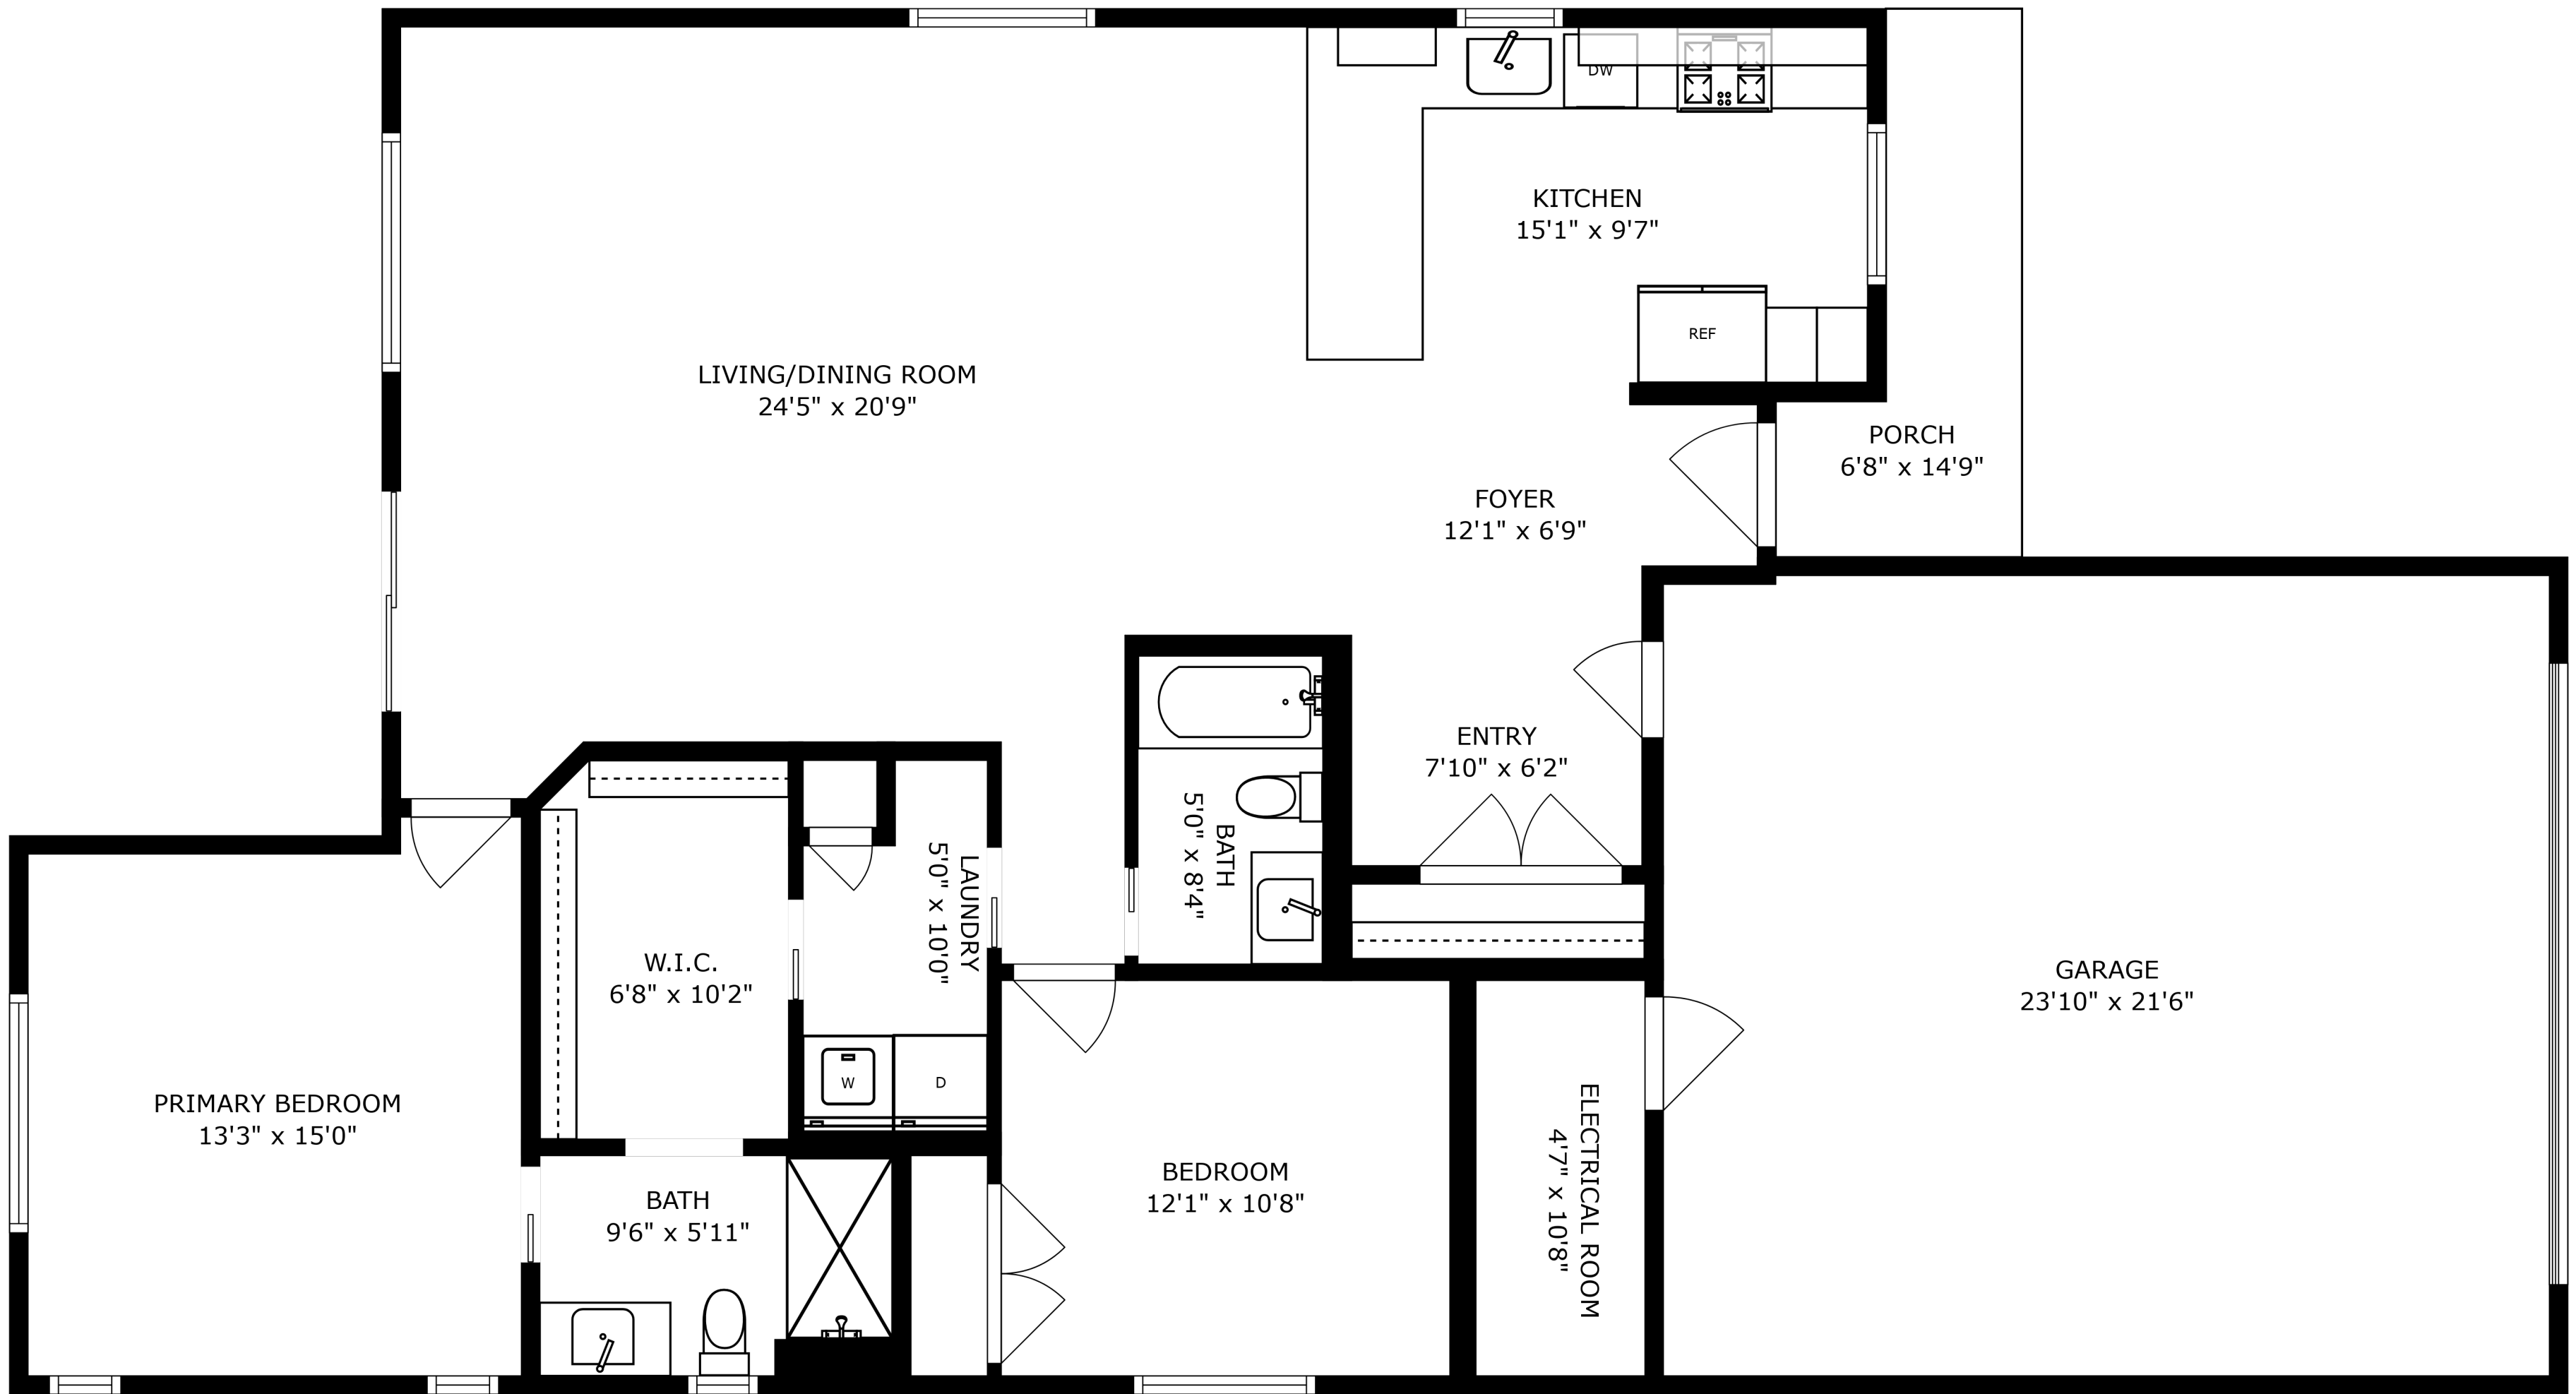 DW
KITCHEN
15'1" x 9'7"
REF
LIVING/DINING ROOM
24'5" x 20'9"
PORCH
6'8" x 14'9"
FOYER
12'1" x 6'9"
ENTRY
7'10" x 6'2"
BATH
5'0" x 8'4"
LAUNDRY
5'0" x 10'0"
W.I.C.
6'8" x 10'2"
GARAGE
23'10" x 21'6"
W
D
PRIMARY BEDROOM
13'3" x 15'0"
BATH
9'6" x 5'11"
BEDROOM
12'1" x 10'8"
ELECTRICAL ROOM
4'7" x 10'8"